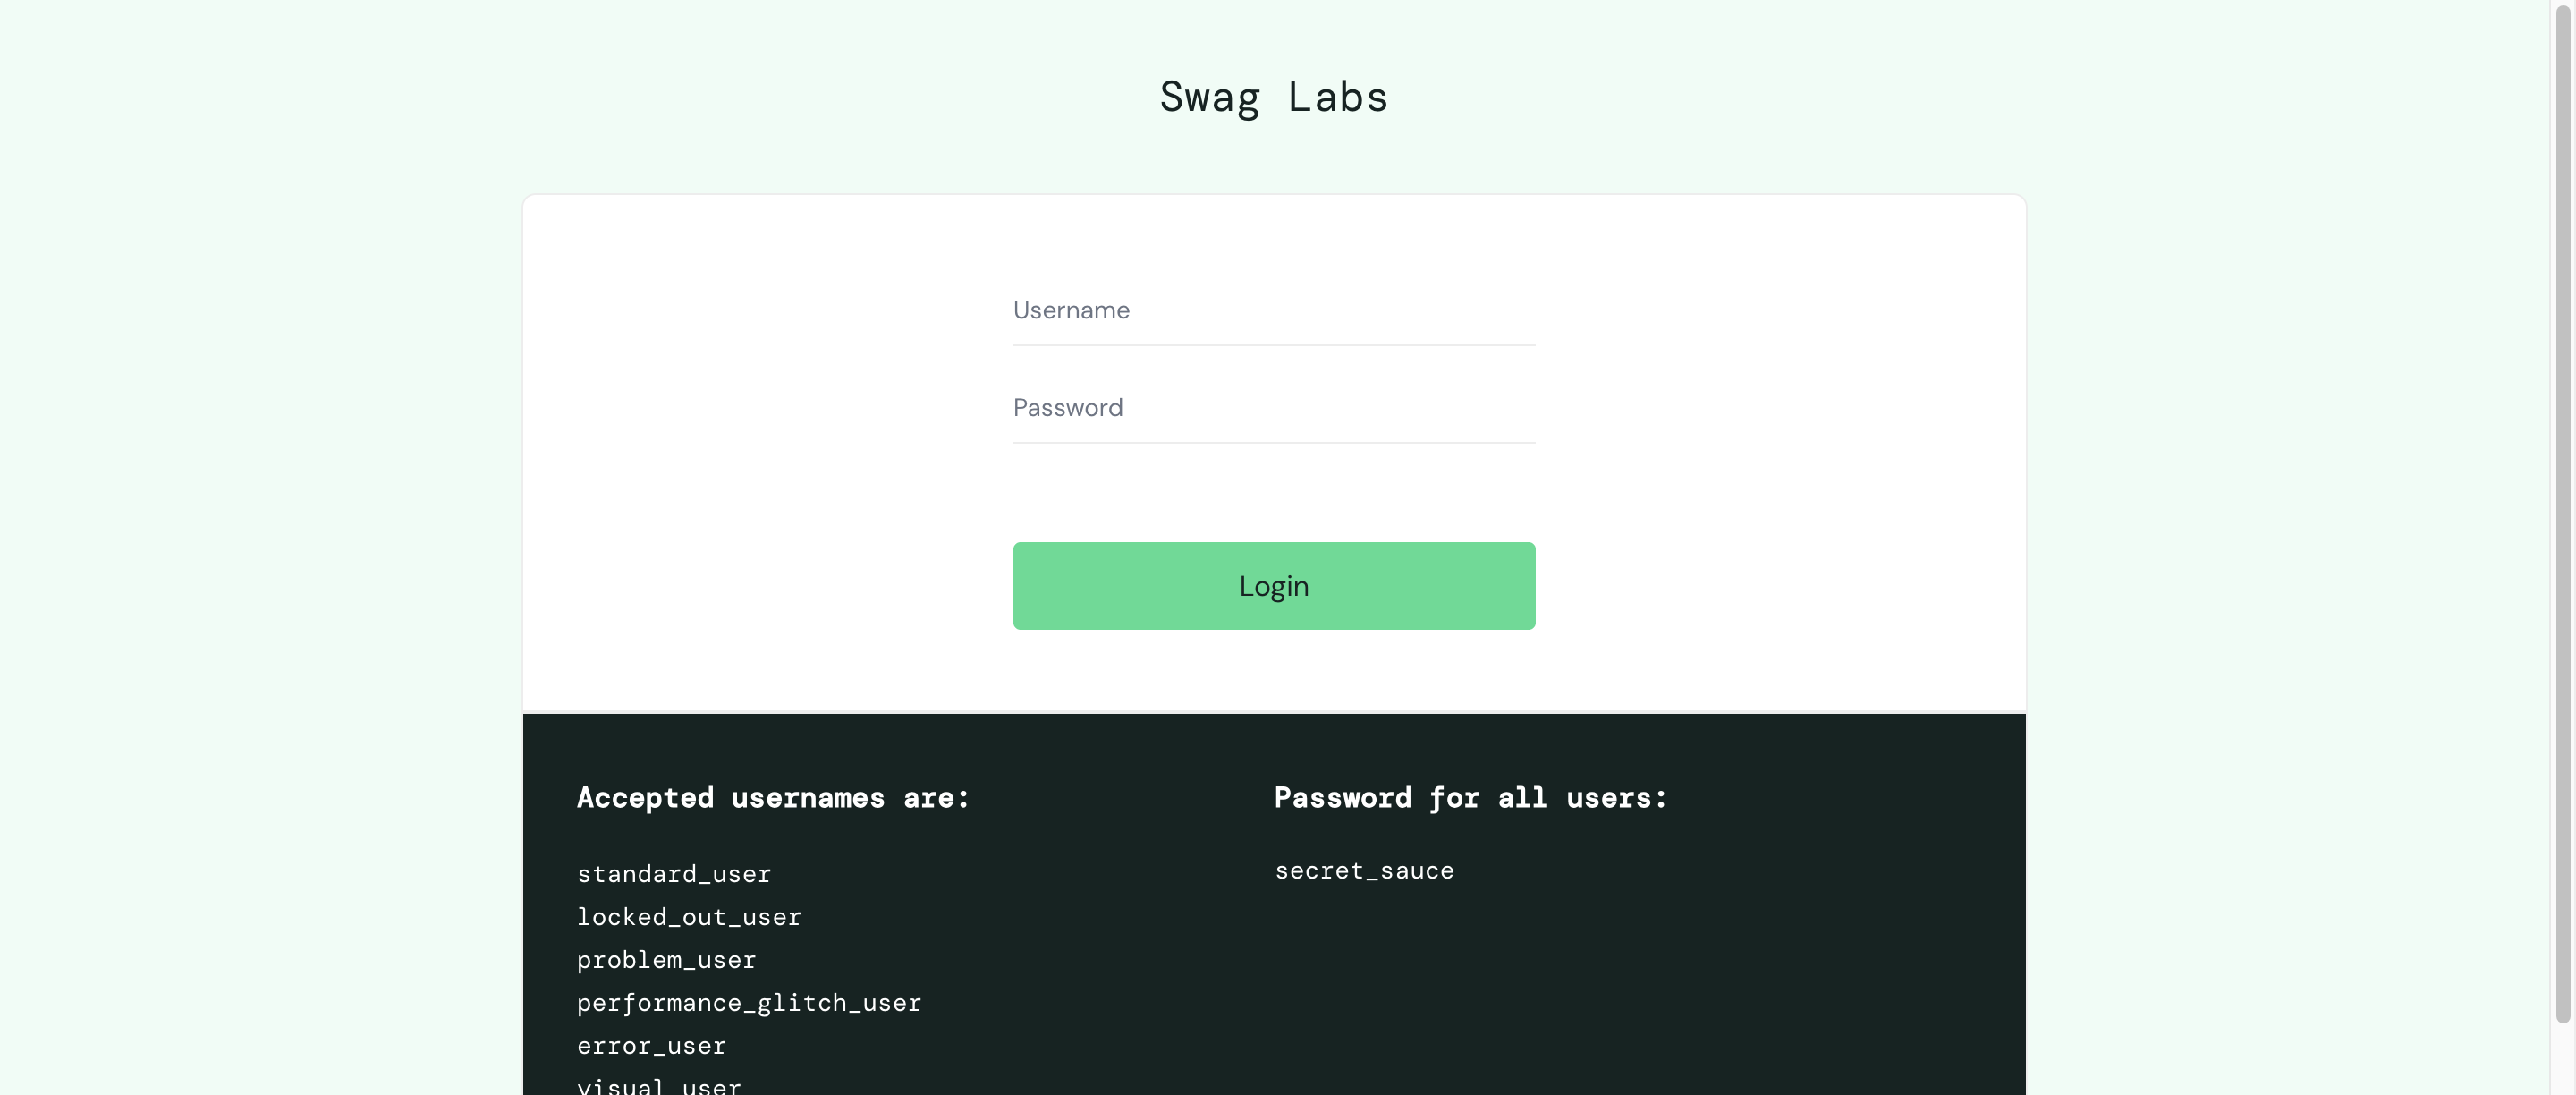 Swag Labs
Username
Password
Login
Accepted usernames are:
standard_user
locked_out_user
problem_user
performance_glitch_user
error_user
visual_user
Password for all users:
secret_sauce